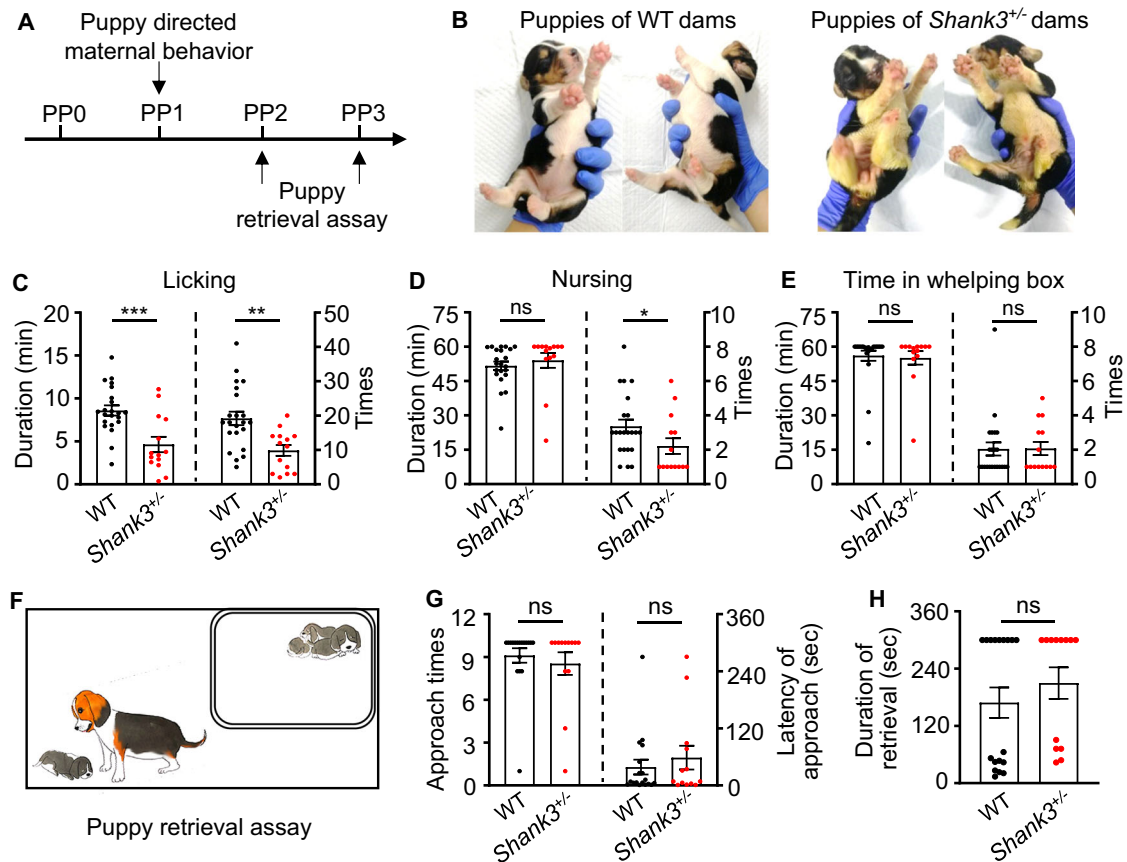 A
Puppy directed
maternal behavior
PP0 PP1 PP2 PP3
Puppy
retrieval assay
B
Puppies of WT dams
Puppies of Shank3+/- dams
C
Licking
Duration (min)
20
15
10
5
0
***
**
50
40
30
20
10
0
Times
WT
Shank3+/-
WT
Shank3+/-
D
Nursing
Duration (min)
75
60
45
30
15
0
ns
*
10
8
6
4
2
0
Times
WT
Shank3+/-
WT
Shank3+/-
E
Time in whelping box
Duration (min)
75
60
45
30
15
0
ns
ns
10
8
6
4
2
0
Times
WT
Shank3+/-
WT
Shank3+/-
F
Puppy retrieval assay
G
Approach times
12
9
6
3
0
ns
ns
360
240
120
0
Latency of
approach (sec)
WT
Shank3+/-
WT
Shank3+/-
H
Duration of
retrieval (sec)
360
240
120
0
ns
WT
Shank3+/-